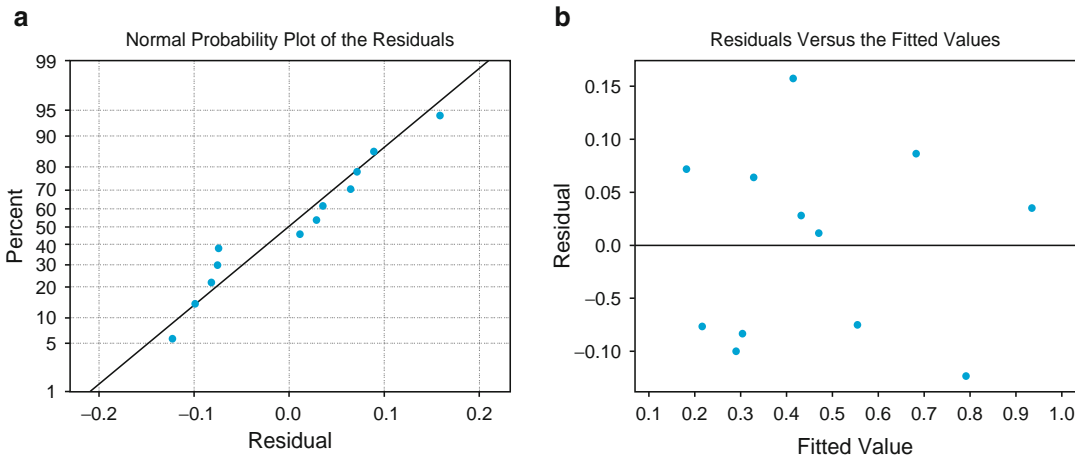 a
Normal Probability Plot of the Residuals
99
95
90
80
70
60
50
40
30
20
10
5
1
Percent
−0.2
−0.1
0.0
0.1
0.2
Residual
b
Residuals Versus the Fitted Values
0.15
0.10
0.05
0.0
−0.5
−0.10
Residual
0.1 0.2 0.3 0.4 0.5 0.6 0.7 0.8 0.9 1.0
Fitted Value